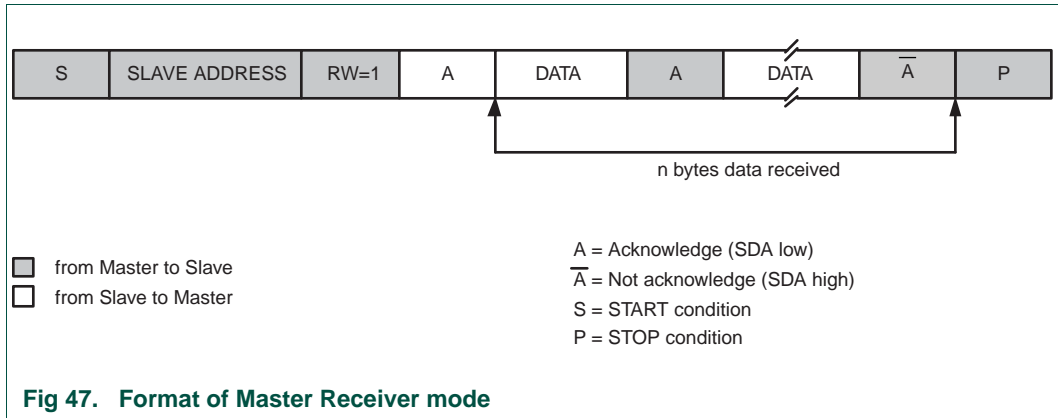 S SLAVE ADDRESS RW=1 A DATA A DATA A̅ P
n bytes data received
from Master to Slave
from Slave to Master
A = Acknowledge (SDA low)
A̅ = Not acknowledge (SDA high)
S = START condition
P = STOP condition
Fig 47. Format of Master Receiver mode